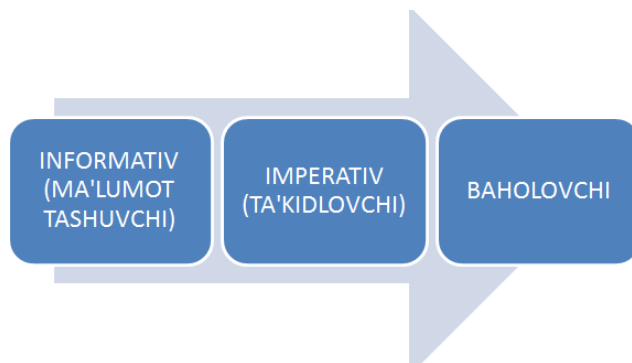 INFORMATIV
(MA'LUMOT
TASHUVCHI)
IMPERATIV
(TA'KIDLOVCHI)
BAHOLOVCHI